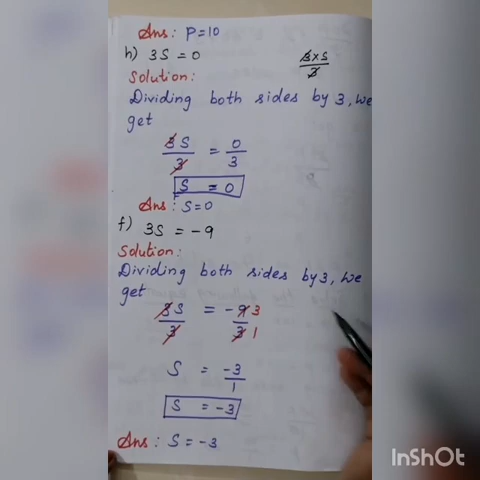 Ans: P=10
h) 3S = 0
3×S
3
Solution:
Dividing both sides by 3, we
get
3S = 0
3 3
S = 0
Ans: S=0
f) 3S = -9
Solution:
Dividing both sides by 3, we
get
3S = -9 3
3 3 1
S = -3
1
S = -3
Ans: S = -3
InShOt